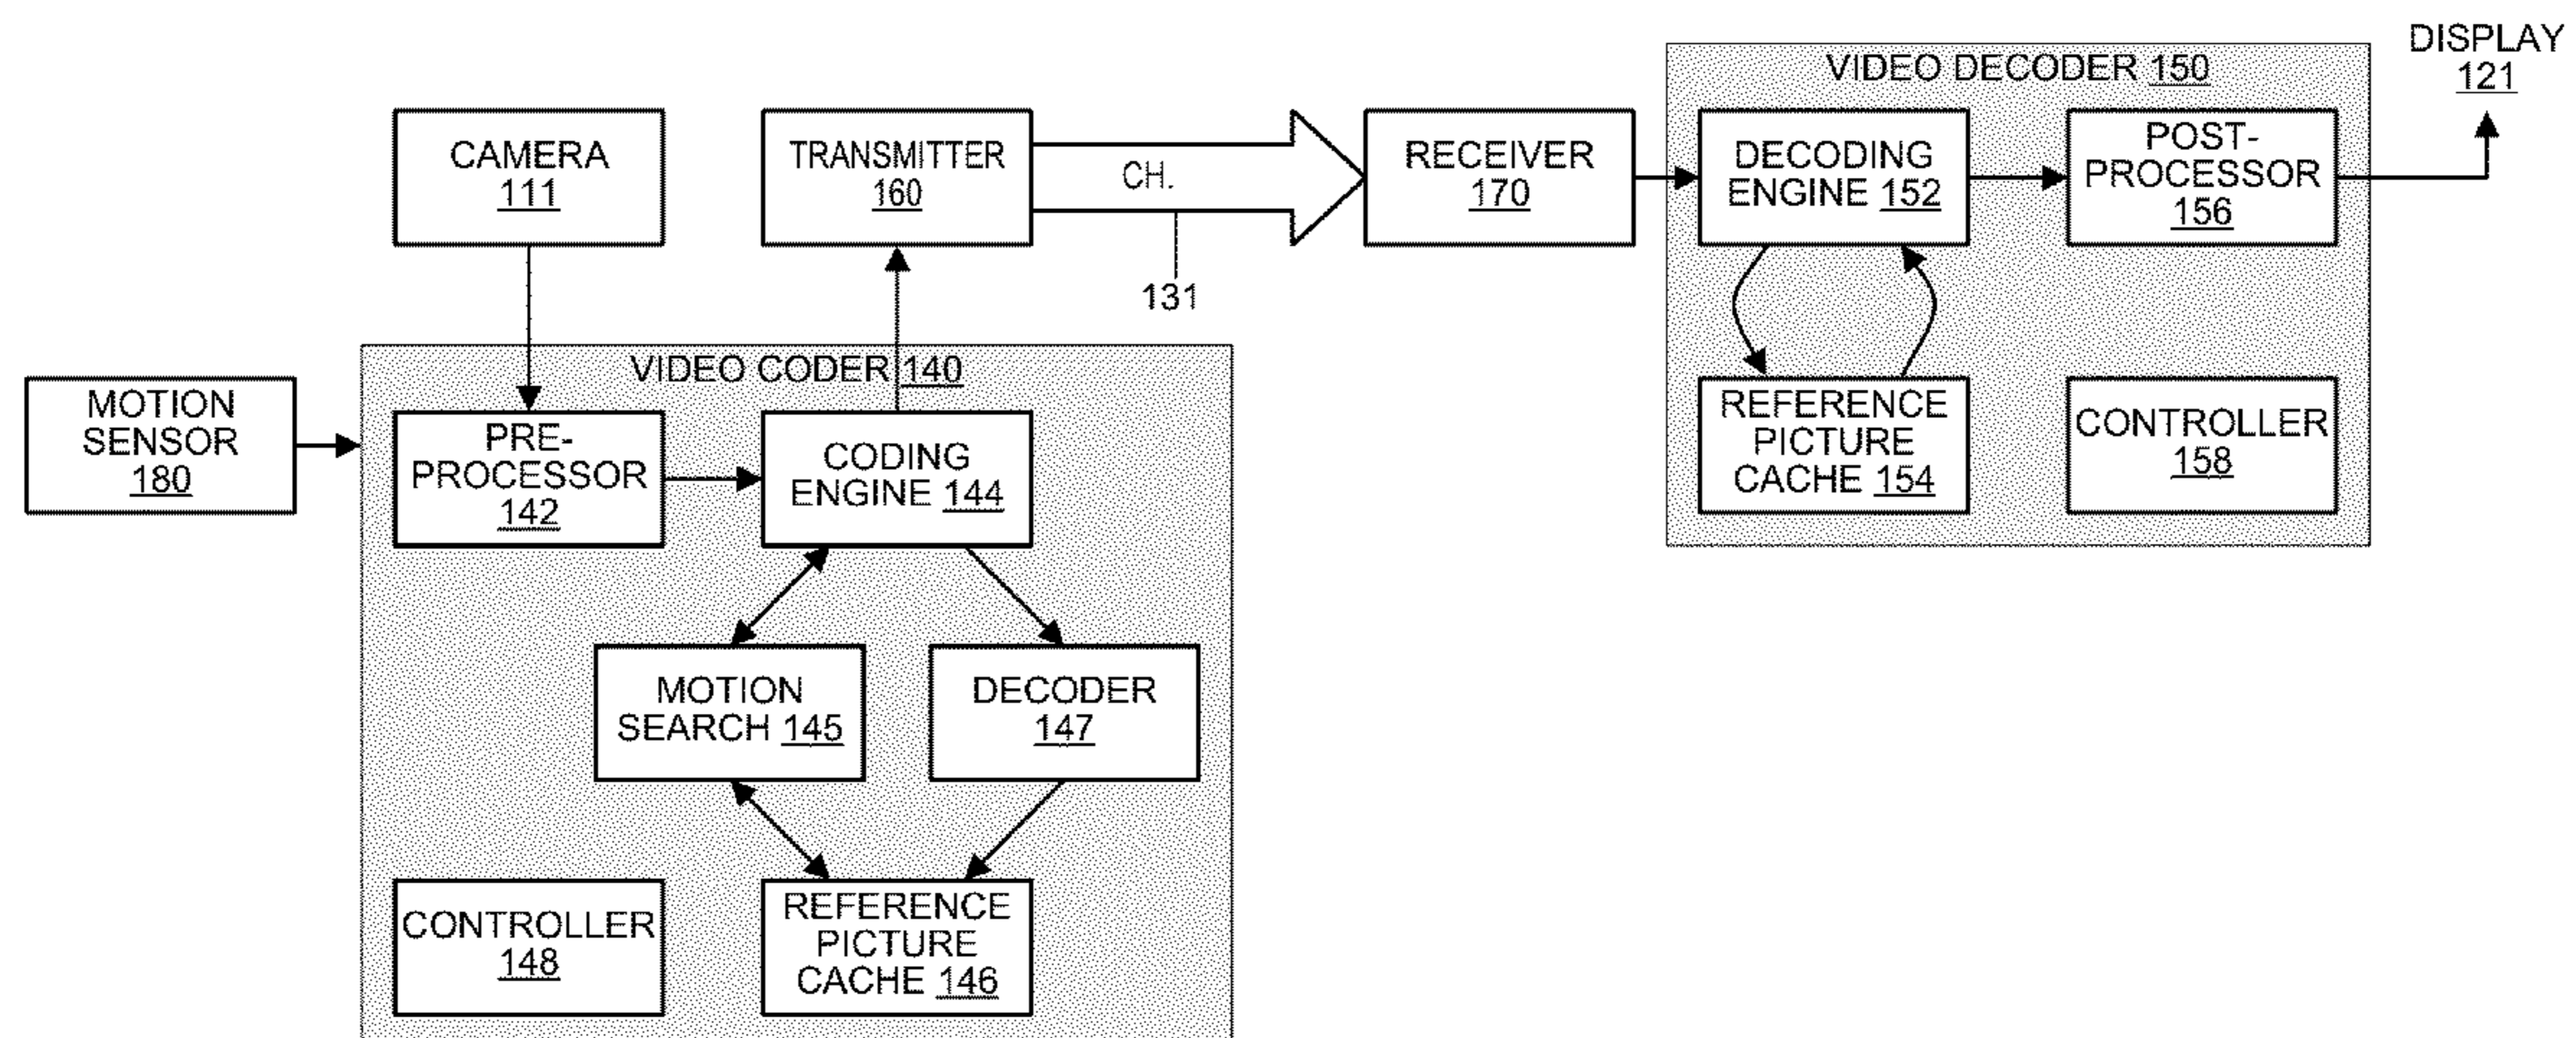 DISPLAY
121
VIDEO DECODER 150
CAMERA
111
TRANSMITTER
160
CH.
131
RECEIVER
170
DECODING
ENGINE 152
POST-
PROCESSOR
156
REFERENCE
PICTURE
CACHE 154
CONTROLLER
158
MOTION
SENSOR
180
VIDEO CODER 140
PRE-
PROCESSOR
142
CODING
ENGINE 144
MOTION
SEARCH 145
DECODER
147
CONTROLLER
148
REFERENCE
PICTURE
CACHE 146